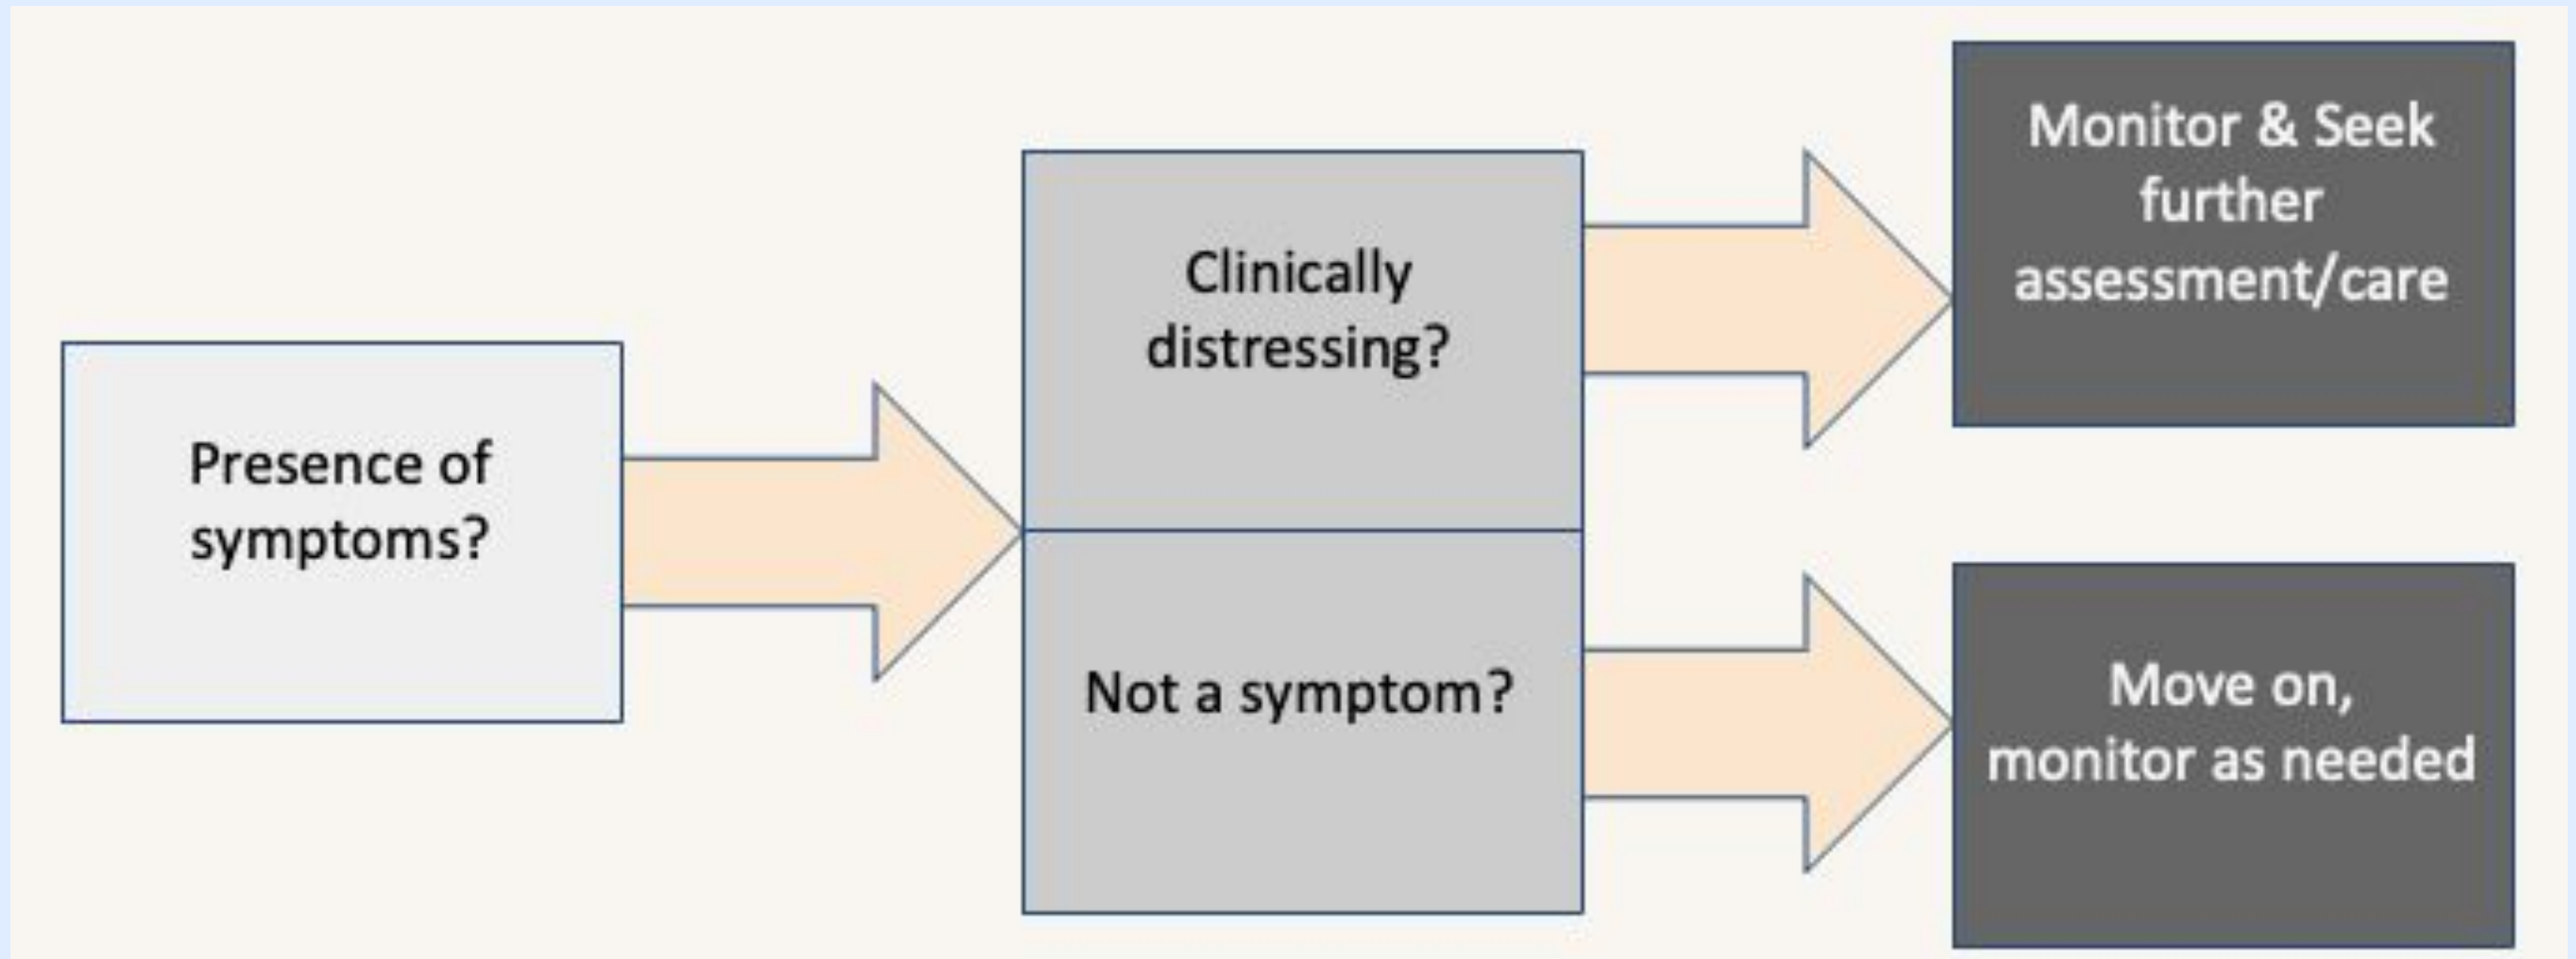 Presence of
symptoms?
Clinically
distressing?
Not a symptom?
Monitor & Seek
further
assessment/care
Move on,
monitor as needed